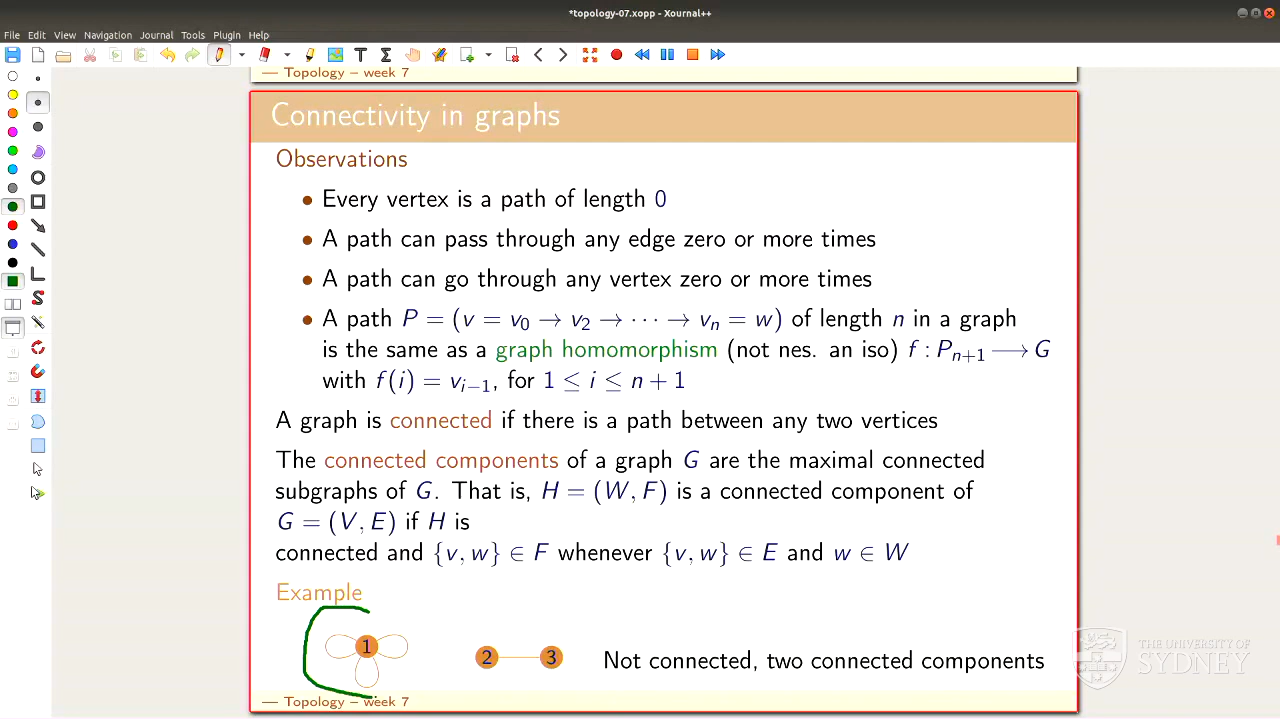 *topology-07.xopp - Xournal++
File Edit View Navigation Journal Tools Plugin Help
— Topology – week 7
Connectivity in graphs
Observations
• Every vertex is a path of length 0
• A path can pass through any edge zero or more times
• A path can go through any vertex zero or more times
• A path P = (v = v₀ → v₂ → · · · → vₙ = w) of length n in a graph
is the same as a graph homomorphism (not nes. an iso) f : Pₙ₊₁ ⟶ G
with f(i) = vᵢ₋₁, for 1 ≤ i ≤ n + 1
A graph is connected if there is a path between any two vertices
The connected components of a graph G are the maximal connected
subgraphs of G. That is, H = (W, F) is a connected component of
G = (V, E) if H is
connected and {v, w} ∈ F whenever {v, w} ∈ E and w ∈ W
Example
1 2 3 Not connected, two connected components
THE UNIVERSITY OF
SYDNEY
— Topology – week 7